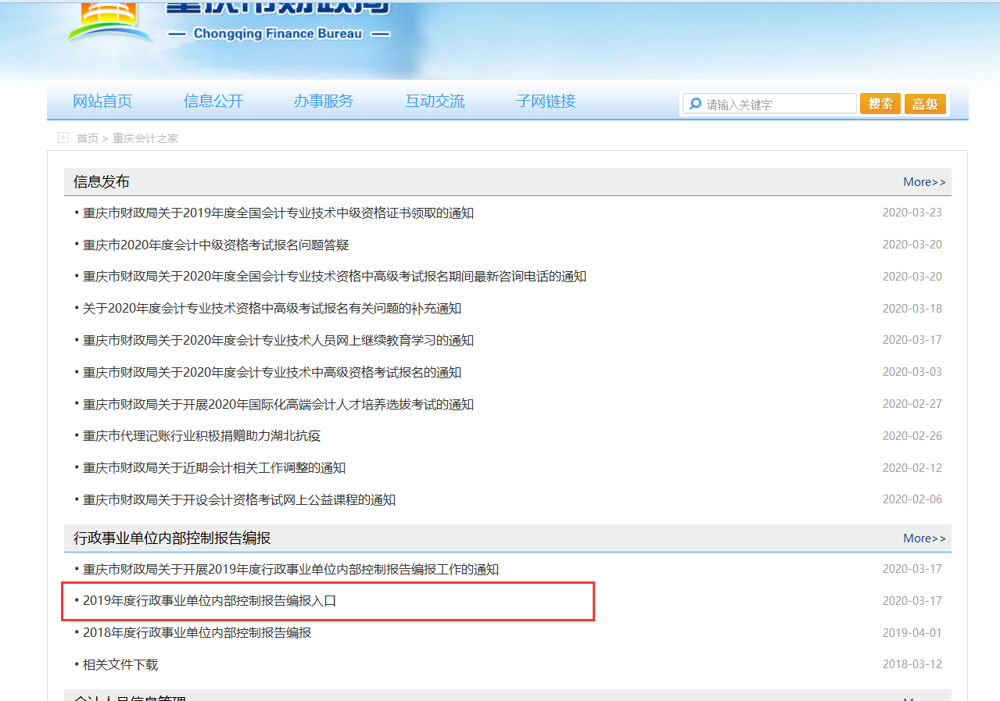 重庆市财政局
Chongqing Finance Bureau
网站首页 信息公开 办事服务 互动交流 子网链接 请输入关键字 搜索 高级
首页 > 重庆会计之家
信息发布 More>>
重庆市财政局关于2019年度全国会计专业技术中级资格证书领取的通知 2020-03-23
重庆市2020年度会计中级资格考试报名问题答疑 2020-03-20
重庆市财政局关于2020年度全国会计专业技术资格中高级考试报名期间最新咨询电话的通知 2020-03-20
关于2020年度会计专业技术资格中高级考试报名有关问题的补充通知 2020-03-18
重庆市财政局关于2020年度会计专业技术人员网上继续教育学习的通知 2020-03-17
重庆市财政局关于2020年度会计专业技术中高级资格考试报名的通知 2020-03-03
重庆市财政局关于开展2020年国际化高端会计人才培养选拔考试的通知 2020-02-27
重庆市代理记账行业积极捐赠助力湖北抗疫 2020-02-26
重庆市财政局关于近期会计相关工作调整的通知 2020-02-12
重庆市财政局关于开设会计资格考试网上公益课程的通知 2020-02-06
行政事业单位内部控制报告编报 More>>
重庆市财政局关于开展2019年度行政事业单位内部控制报告编报工作的通知 2020-03-17
2019年度行政事业单位内部控制报告编报入口 2020-03-17
2018年度行政事业单位内部控制报告编报 2019-04-01
相关文件下载 2018-03-12
会计人员信息管理